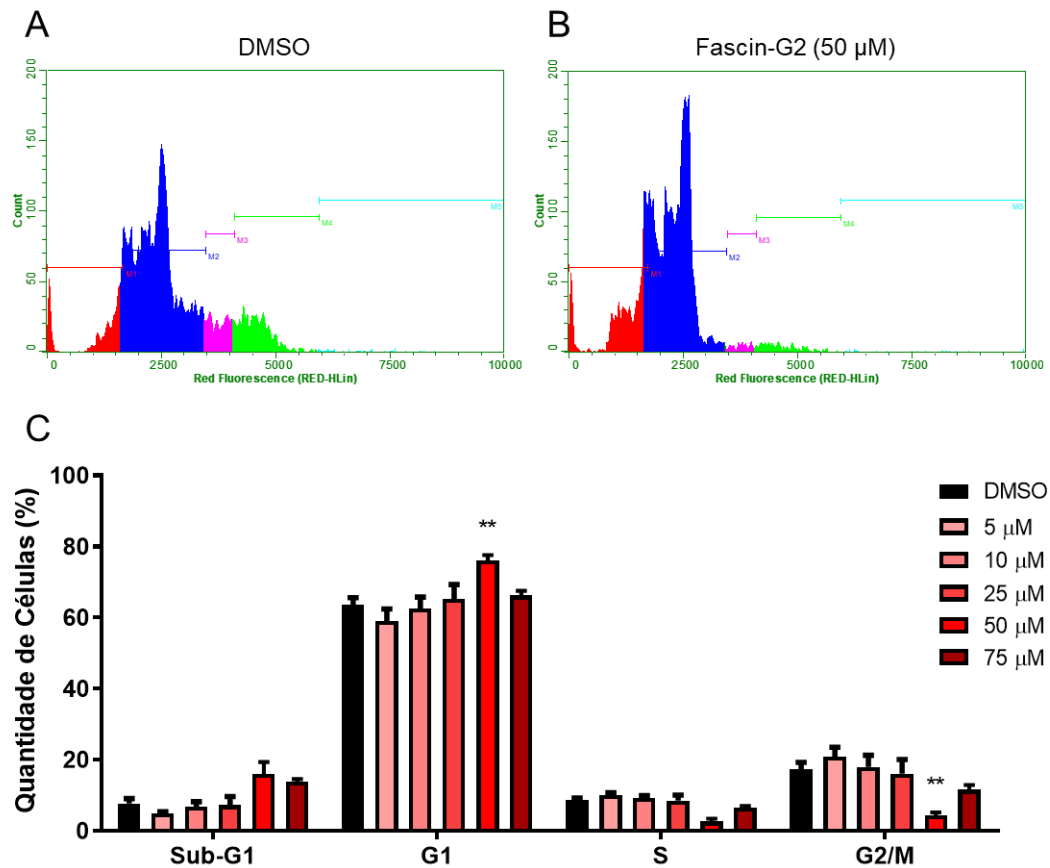 A
DMSO
200
150
100
50
0
Count
M1
M2
M3
M4
M5
0
2500
5000
7500
10000
Red Fluorescence (RED-HLin)
B
Fascin-G2 (50 µM)
200
150
100
50
0
Count
M1
M2
M3
M4
M5
0
2500
5000
7500
10000
Red Fluorescence (RED-HLin)
C
Quantidade de Células (%)
100
80
60
40
20
0
**
**
Sub-G1
G1
S
G2/M
DMSO
5 µM
10 µM
25 µM
50 µM
75 µM